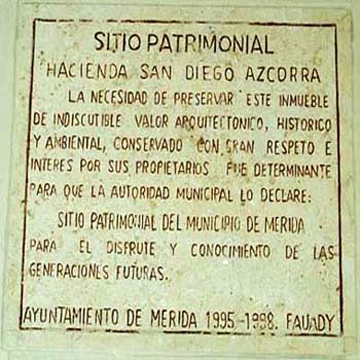 SITIO PATRIMONIAL
HACIENDA SAN DIEGO AZCORRA
LA NECESIDAD DE PRESERVAR ESTE INMUEBLE
DE INDISCUTIBLE VALOR ARQUITECTONICO, HISTORICO
Y AMBIENTAL, CONSERVADO CON GRAN RESPETO E
INTERES POR SUS PROPIETARIOS FUE DETERMINANTE
PARA QUE LA AUTORIDAD MUNICIPAL LO DECLARE:
SITIO PATRIMONIAL DEL MUNICIPIO DE MERIDA
PARA EL DISFRUTE Y CONOCIMIENTO DE LAS
GENERACIONES FUTURAS.
AYUNTAMIENTO DE MERIDA 1995-1998. FAUADY